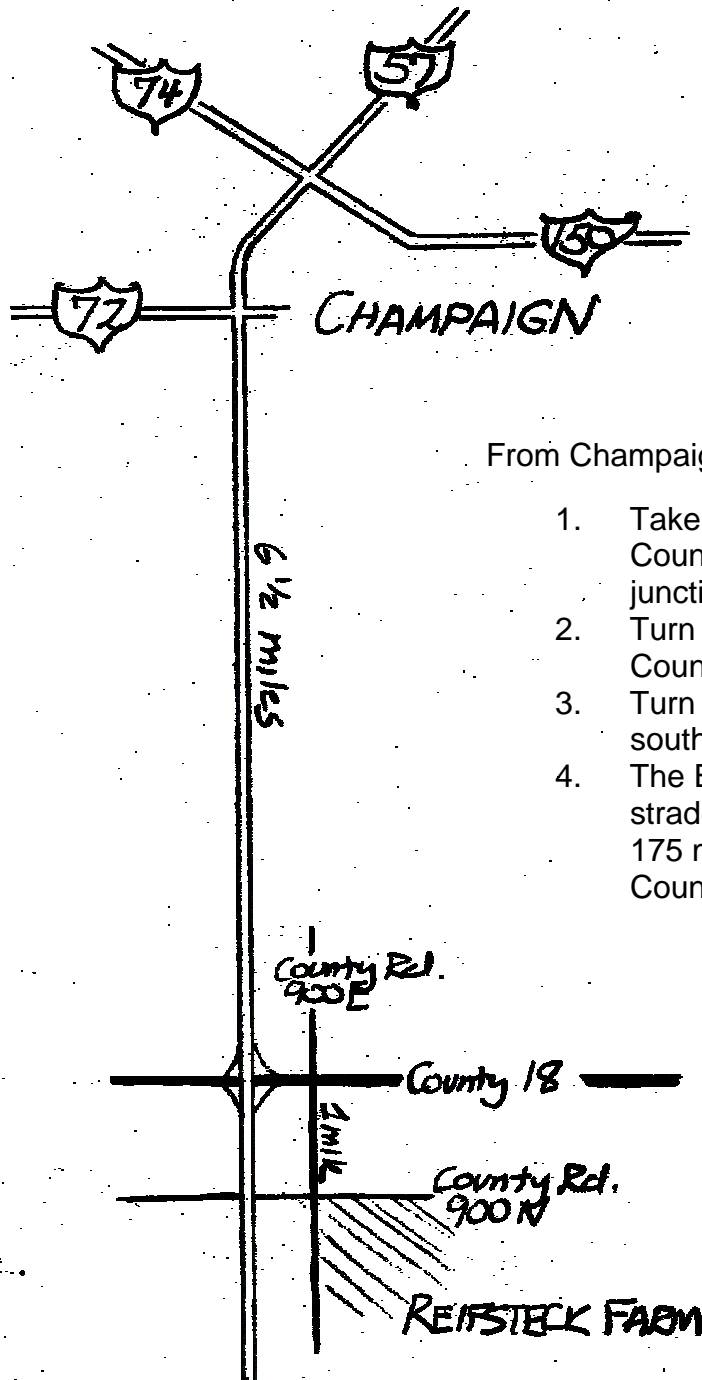 57
74
150
72
CHAMPAIGN
From Champaig
1. Take
Coun
juncti
2. Turn
Coun
3. Turn
south
4. The E
strad
175 r
Coun
6 1/2 miles
County Rd.
900E
County 18
1 mile
County Rd.
900 N
REIFSTECK FARM